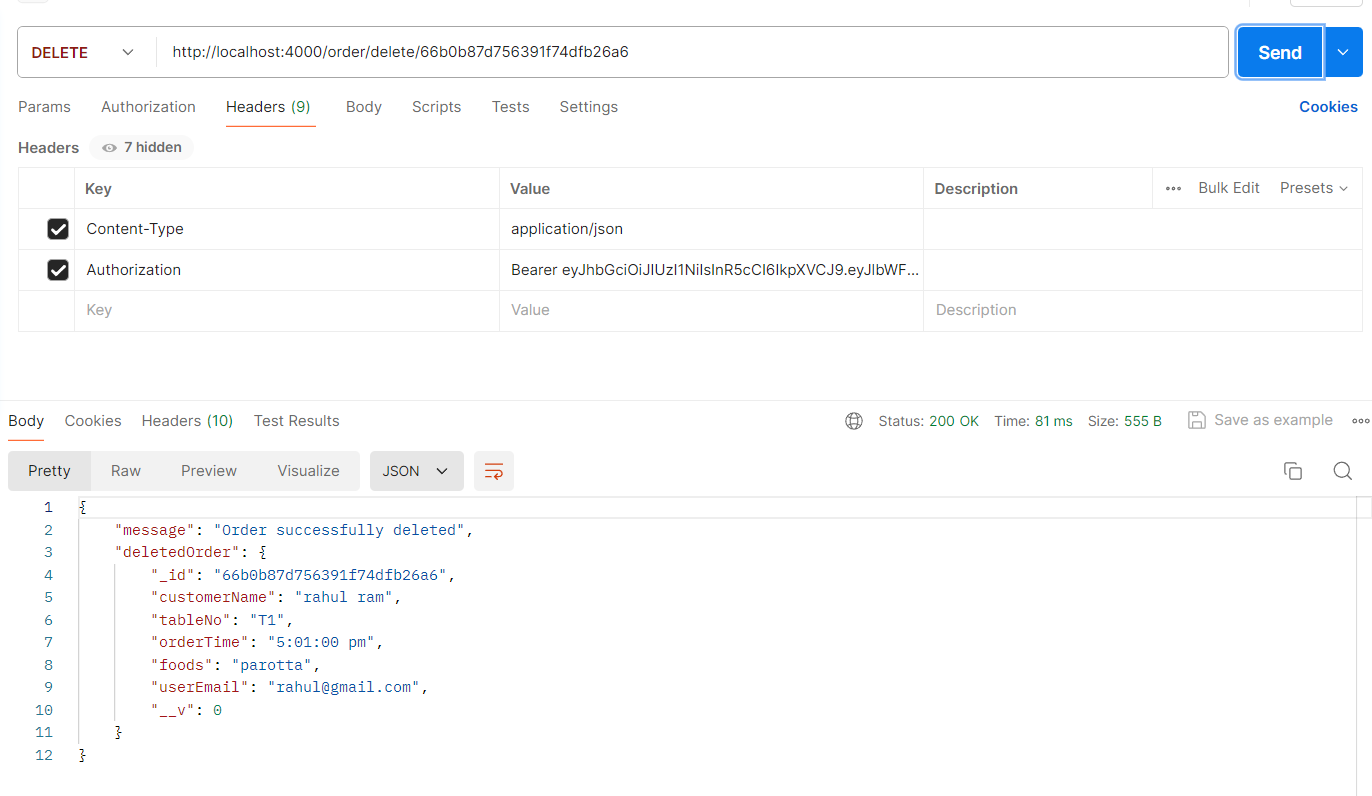 DELETE http://localhost:4000/order/delete/66b0b87d756391f74dfb26a6 Send
Params Authorization Headers (9) Body Scripts Tests Settings Cookies
Headers 7 hidden
Key Value Description ••• Bulk Edit Presets
Content-Type application/json
Authorization Bearer eyJhbGciOiJIUzI1NiIsInR5cCI6IkpXVCJ9.eyJlbWF...
Key Value Description
Body Cookies Headers (10) Test Results Status: 200 OK Time: 81 ms Size: 555 B Save as example
Pretty Raw Preview Visualize JSON
1 {
2 "message": "Order successfully deleted",
3 "deletedOrder": {
4 "_id": "66b0b87d756391f74dfb26a6",
5 "customerName": "rahul ram",
6 "tableNo": "T1",
7 "orderTime": "5:01:00 pm",
8 "foods": "parotta",
9 "userEmail": "rahul@gmail.com",
10 "__v": 0
11 }
12 }